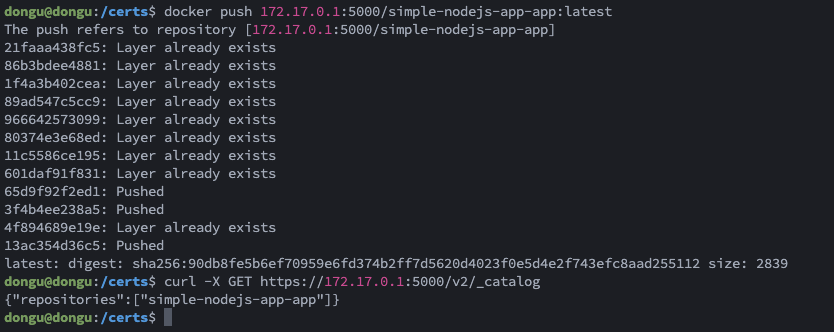 dongu@dongu:/certs$ docker push 172.17.0.1:5000/simple-nodejs-app-app:latest
The push refers to repository [172.17.0.1:5000/simple-nodejs-app-app]
21faaa438fc5: Layer already exists
86b3bdee4881: Layer already exists
1f4a3b402cea: Layer already exists
89ad547c5cc9: Layer already exists
966642573099: Layer already exists
80374e3e68ed: Layer already exists
11c5586ce195: Layer already exists
601daf91f831: Layer already exists
65d9f92f2ed1: Pushed
3f4b4ee238a5: Pushed
4f894689e19e: Layer already exists
13ac354d36c5: Pushed
latest: digest: sha256:90db8fe5b6ef70959e6fd374b2ff7d5620d4023f0e5d4e2f743efc8aad255112 size: 2839
dongu@dongu:/certs$ curl -X GET https://172.17.0.1:5000/v2/_catalog
{"repositories":["simple-nodejs-app-app"]}
dongu@dongu:/certs$